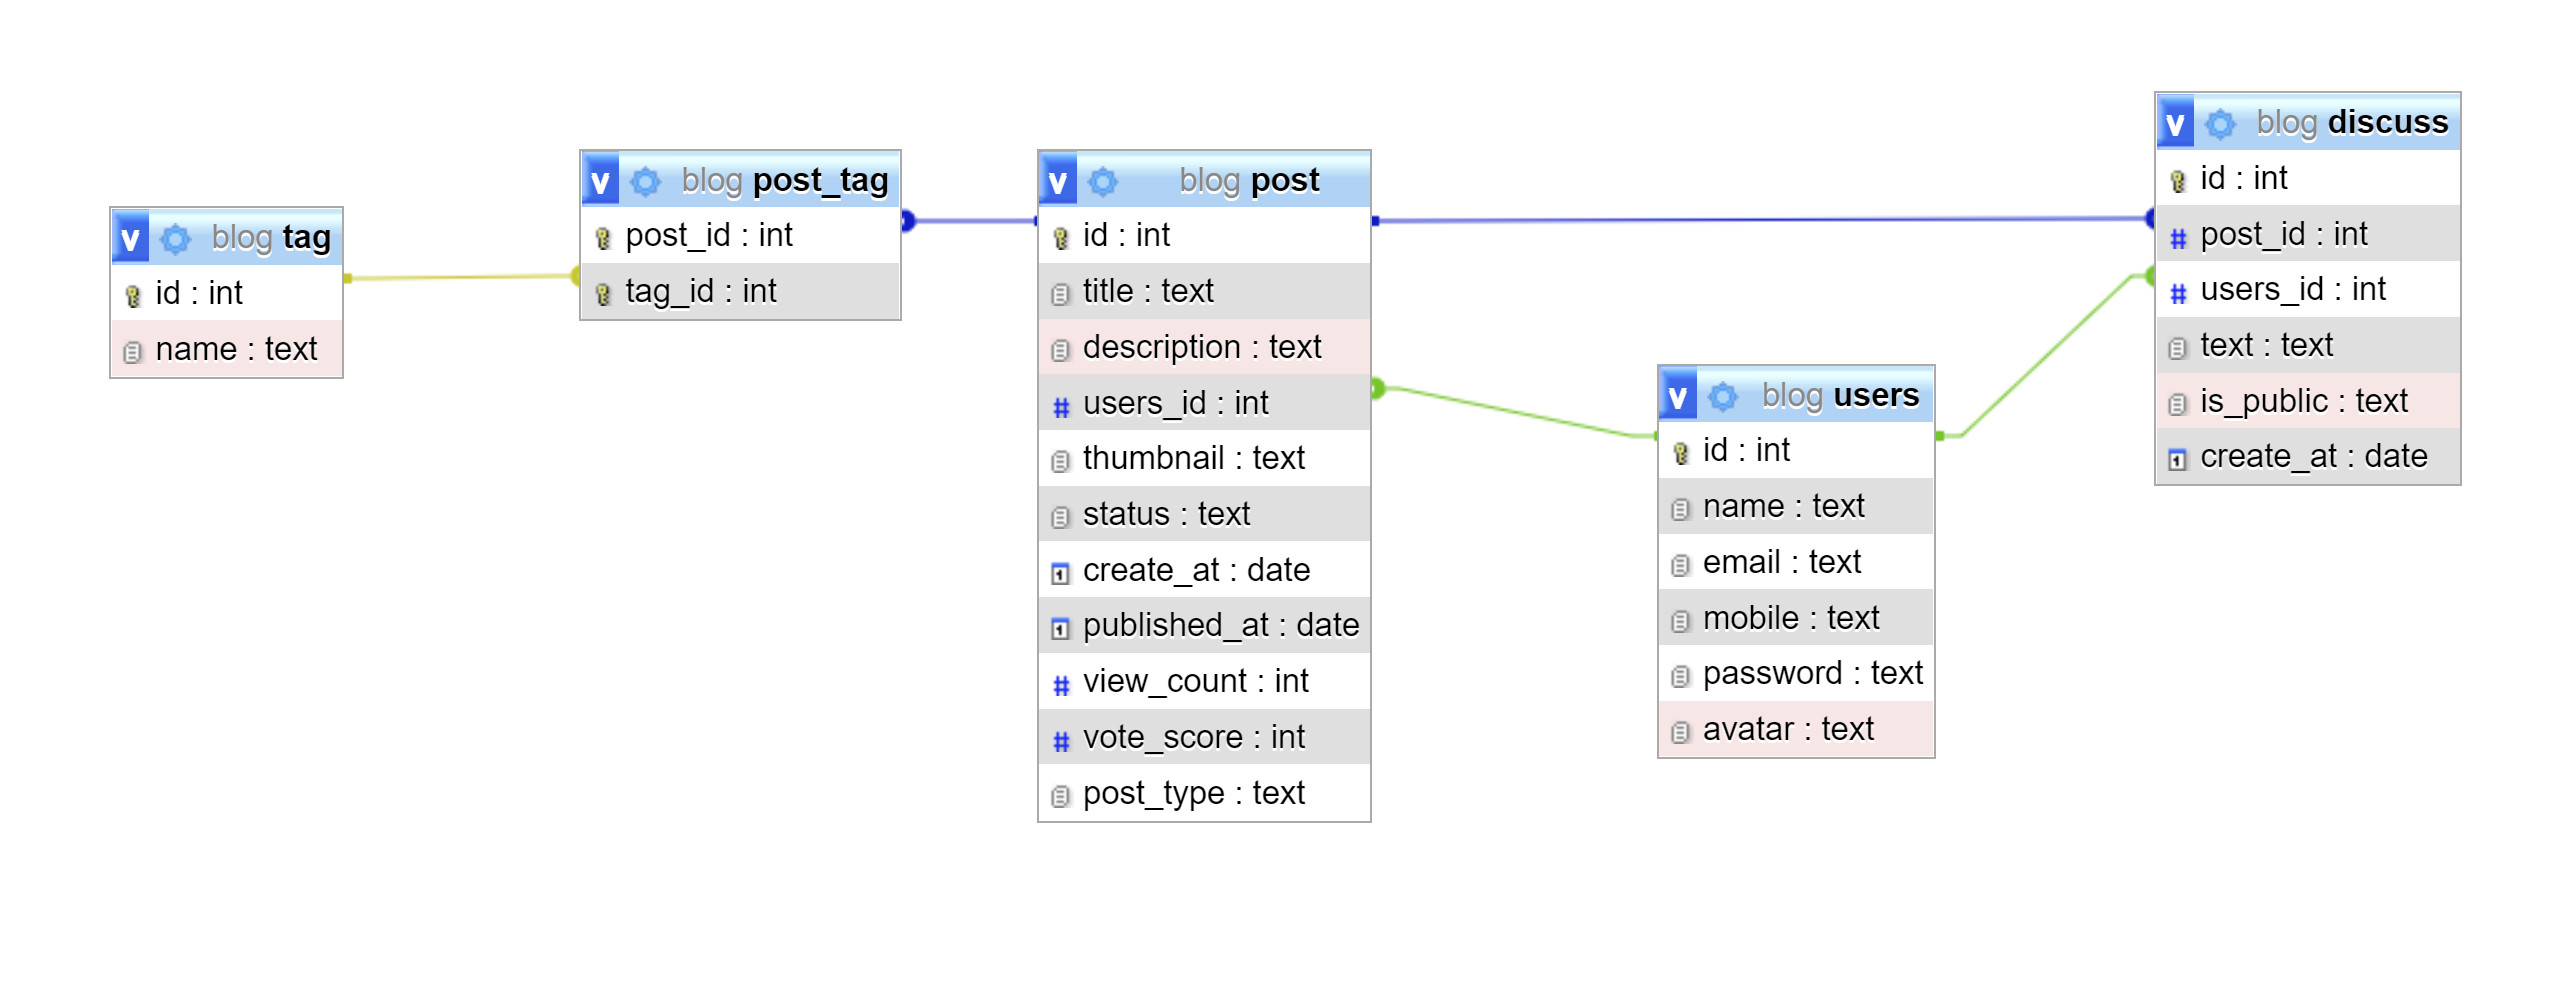 v blog tag
id : int
name : text
v blog post_tag
post_id : int
tag_id : int
v blog post
id : int
title : text
description : text
# users_id : int
thumbnail : text
status : text
create_at : date
published_at : date
# view_count : int
# vote_score : int
post_type : text
v blog users
id : int
name : text
email : text
mobile : text
password : text
avatar : text
v blog discuss
id : int
# post_id : int
# users_id : int
text : text
is_public : text
create_at : date